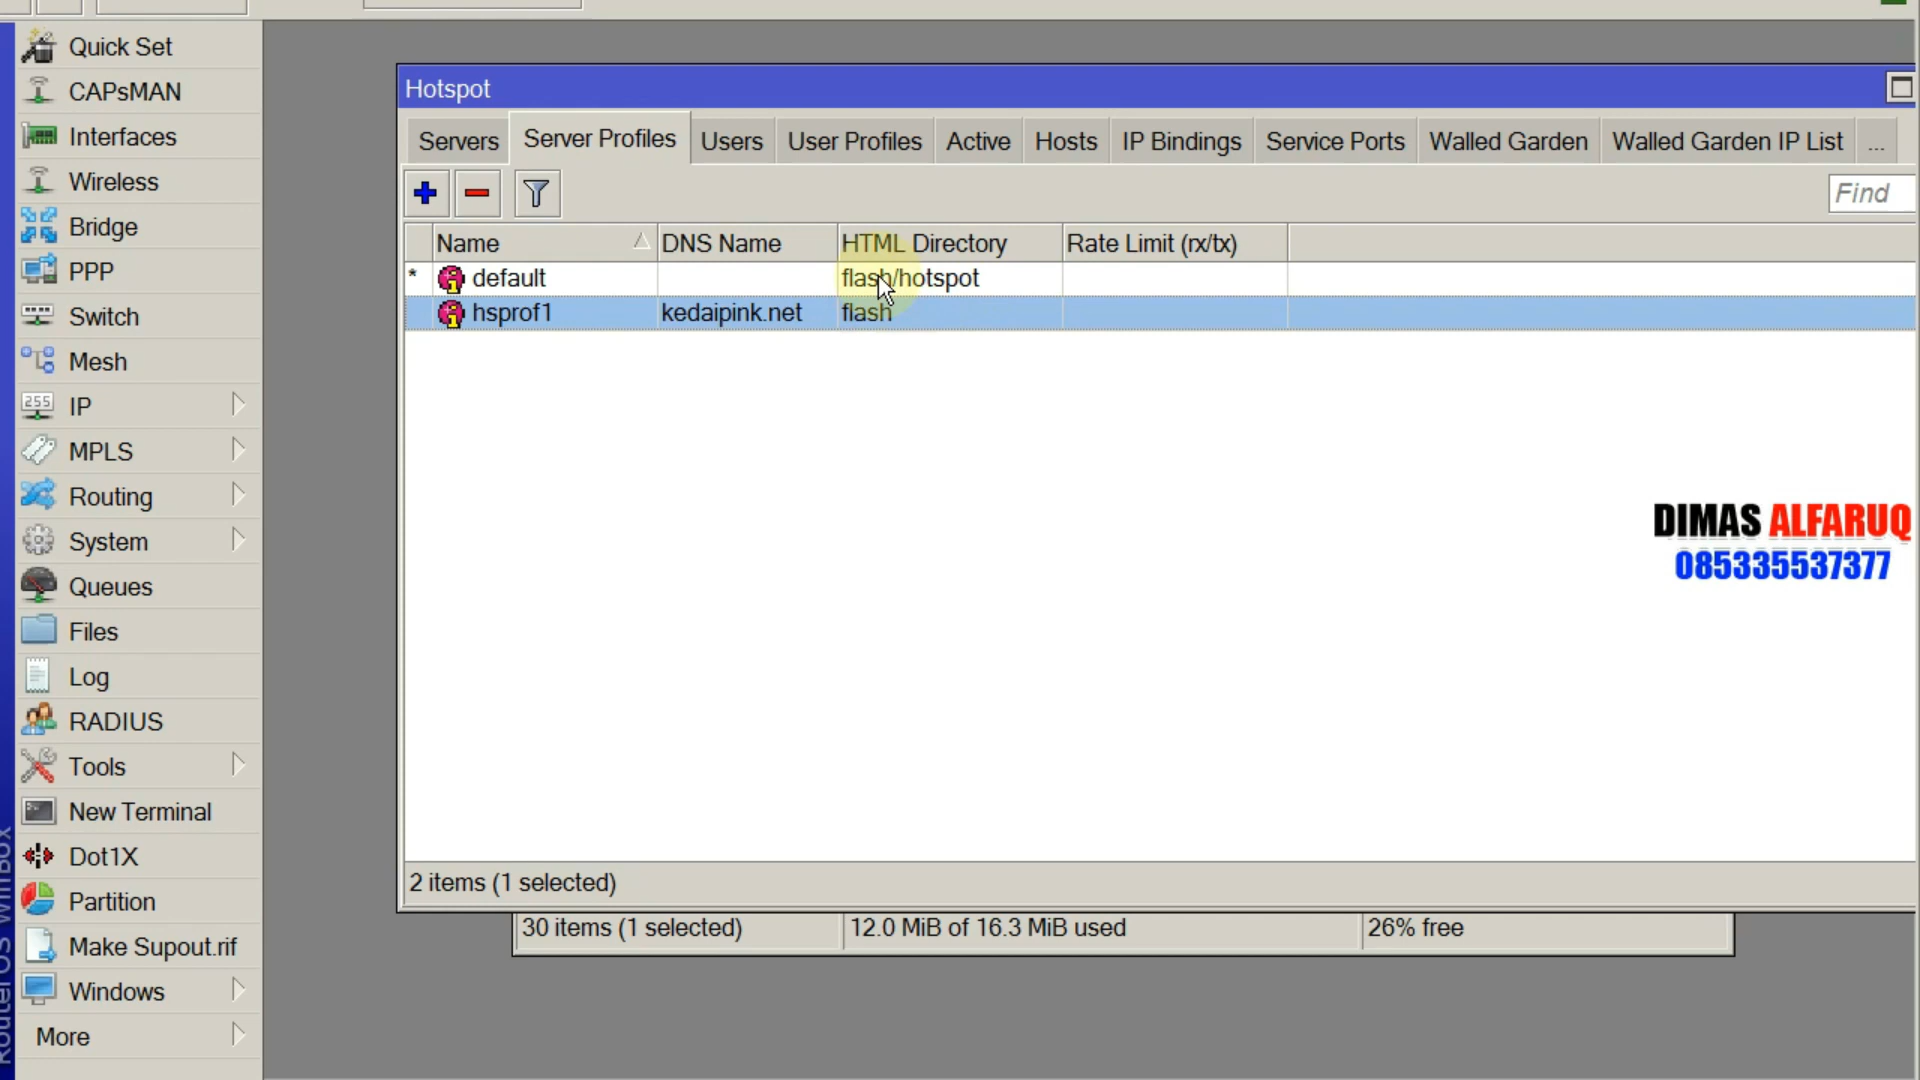 Quick Set
CAPsMAN
Interfaces
Wireless
Bridge
PPP
Switch
Mesh
255
IP
MPLS
Routing
System
Queues
Files
Log
RADIUS
Tools
New Terminal
Dot1X
Partition
Make Supout.rif
Windows
More
RouterOS WinBox
Hotspot
Servers Server Profiles Users User Profiles Active Hosts IP Bindings Service Ports Walled Garden Walled Garden IP List ...
Find
Name DNS Name HTML Directory Rate Limit (rx/tx)
* default flash/hotspot
hsprof1 kedaipink.net flash
DIMAS ALFARUQ
085335537377
2 items (1 selected)
30 items (1 selected) 12.0 MiB of 16.3 MiB used 26% free